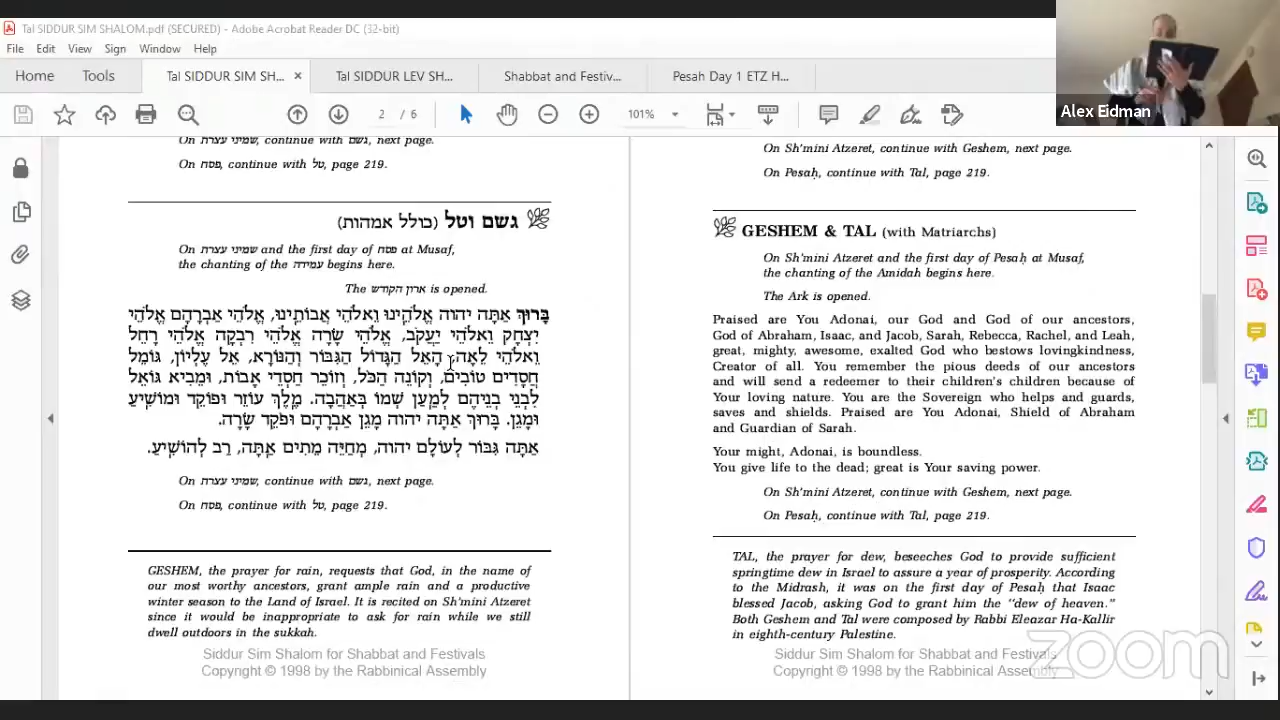 Tal SIDDUR SIM SHALOM.pdf (SECURED) - Adobe Acrobat Reader DC (32-bit)
File Edit View Sign Window Help
Home Tools Tal SIDDUR SIM SH... × Tal SIDDUR LEV SH... Shabbat and Festiv... Pesah Day 1 ETZ H...
Alex Eidman
2 / 6 101%
On שמיני עצרת, continue with גשם, next page.
On פסח, continue with טל, page 219.
גשם וטל (כולל אמהות)
On שמיני עצרת and the first day of פסח at Musaf,
the chanting of the עמידה begins here.
The ארון הקודש is opened.
בָּרוּךְ אַתָּה יהוה אֱלֹהֵֽינוּ וֵאלֹהֵי אֲבוֹתֵֽינוּ, אֱלֹהֵי אַבְרָהָם אֱלֹהֵי
יִצְחָק וֵאלֹהֵי יַעֲקֹב, אֱלֹהֵי שָׂרָה אֱלֹהֵי רִבְקָה אֱלֹהֵי רָחֵל
וֵאלֹהֵי לֵאָה, הָאֵל הַגָּדוֹל הַגִּבּוֹר וְהַנּוֹרָא, אֵל עֶלְיוֹן, גּוֹמֵל
חֲסָדִים טוֹבִים, וְקוֹנֵה הַכֹּל, וְזוֹכֵר חַסְדֵי אָבוֹת, וּמֵבִיא גוֹאֵל
לִבְנֵי בְנֵיהֶם לְמַֽעַן שְׁמוֹ בְּאַהֲבָה. מֶֽלֶךְ עוֹזֵר וּפוֹקֵד וּמוֹשִֽׁיעַ
וּמָגֵן. בָּרוּךְ אַתָּה יהוה מָגֵן אַבְרָהָם וּפֹקֵד שָׂרָה.
אַתָּה גִּבּוֹר לְעוֹלָם יהוה, מְחַיֵּה מֵתִים אַתָּה, רַב לְהוֹשִֽׁיעַ.
On שמיני עצרת, continue with גשם, next page.
On פסח, continue with טל, page 219.
GESHEM, the prayer for rain, requests that God, in the name of
our most worthy ancestors, grant ample rain and a productive
winter season to the Land of Israel. It is recited on Sh'mini Atzeret
since it would be inappropriate to ask for rain while we still
dwell outdoors in the sukkah.
Siddur Sim Shalom for Shabbat and Festivals
Copyright © 1998 by the Rabbinical Assembly
On Sh'mini Atzeret, continue with Geshem, next page.
On Pesaḥ, continue with Tal, page 219.
GESHEM & TAL (with Matriarchs)
On Sh'mini Atzeret and the first day of Pesaḥ at Musaf,
the chanting of the Amidah begins here.
The Ark is opened.
Praised are You Adonai, our God and God of our ancestors,
God of Abraham, Isaac, and Jacob, Sarah, Rebecca, Rachel, and Leah,
great, mighty, awesome, exalted God who bestows lovingkindness,
Creator of all. You remember the pious deeds of our ancestors
and will send a redeemer to their children's children because of
Your loving nature. You are the Sovereign who helps and guards,
saves and shields. Praised are You Adonai, Shield of Abraham
and Guardian of Sarah.
Your might, Adonai, is boundless.
You give life to the dead; great is Your saving power.
On Sh'mini Atzeret, continue with Geshem, next page.
On Pesaḥ, continue with Tal, page 219.
TAL, the prayer for dew, beseeches God to provide sufficient
springtime dew in Israel to assure a year of prosperity. According
to the Midrash, it was on the first day of Pesaḥ that Isaac
blessed Jacob, asking God to grant him the "dew of heaven."
Both Geshem and Tal were composed by Rabbi Eleazar Ha-Kallir
in eighth-century Palestine.
Siddur Sim Shalom for Shabbat and Festivals
Copyright © 1998 by the Rabbinical Assembly
zoom